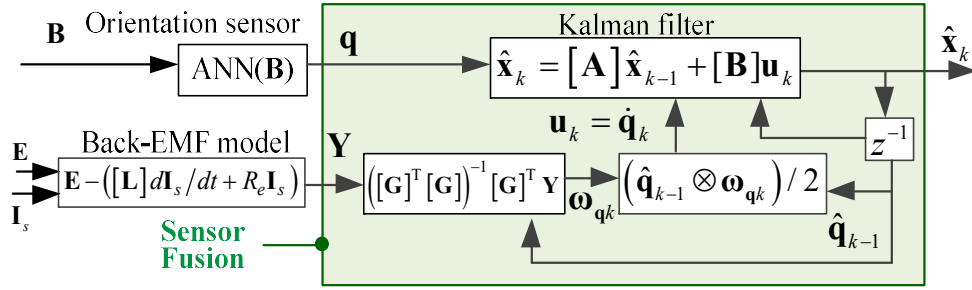 Orientation sensor
Kalman filter
B
q
ANN(B)
x̂ₖ = [A] x̂ₖ₋₁ + [B]uₖ
x̂ₖ
uₖ = q̇ₖ
z⁻¹
Back-EMF model
E
Iₛ
E − ([L] dIₛ/dt + RₑIₛ)
Y
([G]ᵀ [G])⁻¹ [G]ᵀ Y
ω_qk
(q̂ₖ₋₁ ⊗ ω_qk) / 2
q̂ₖ₋₁
Sensor
Fusion